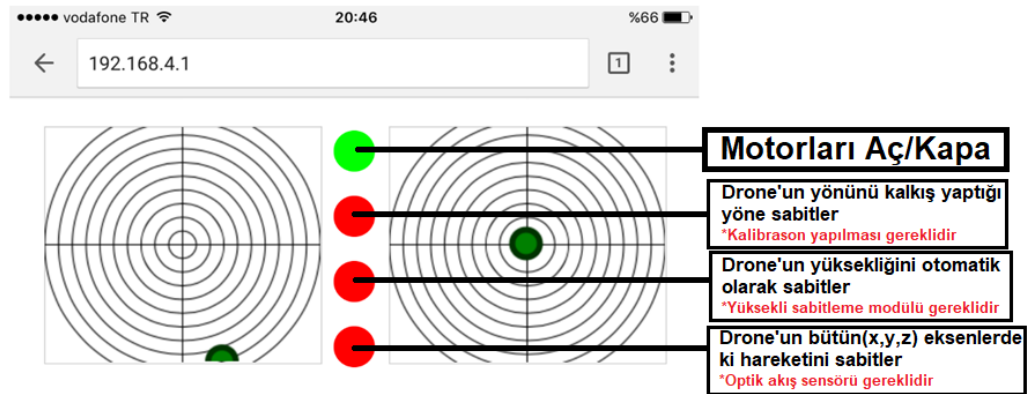 vodafone TR 20:46 %66
192.168.4.1 1
Motorları Aç/Kapa
Drone'un yönünü kalkış yaptığı
yöne sabitler
*Kalibrason yapılması gereklidir
Drone'un yüksekliğini otomatik
olarak sabitler
*Yüksekli sabitleme modülü gereklidir
Drone'un bütün(x,y,z) eksenlerde
ki hareketini sabitler
*Optik akış sensörü gereklidir